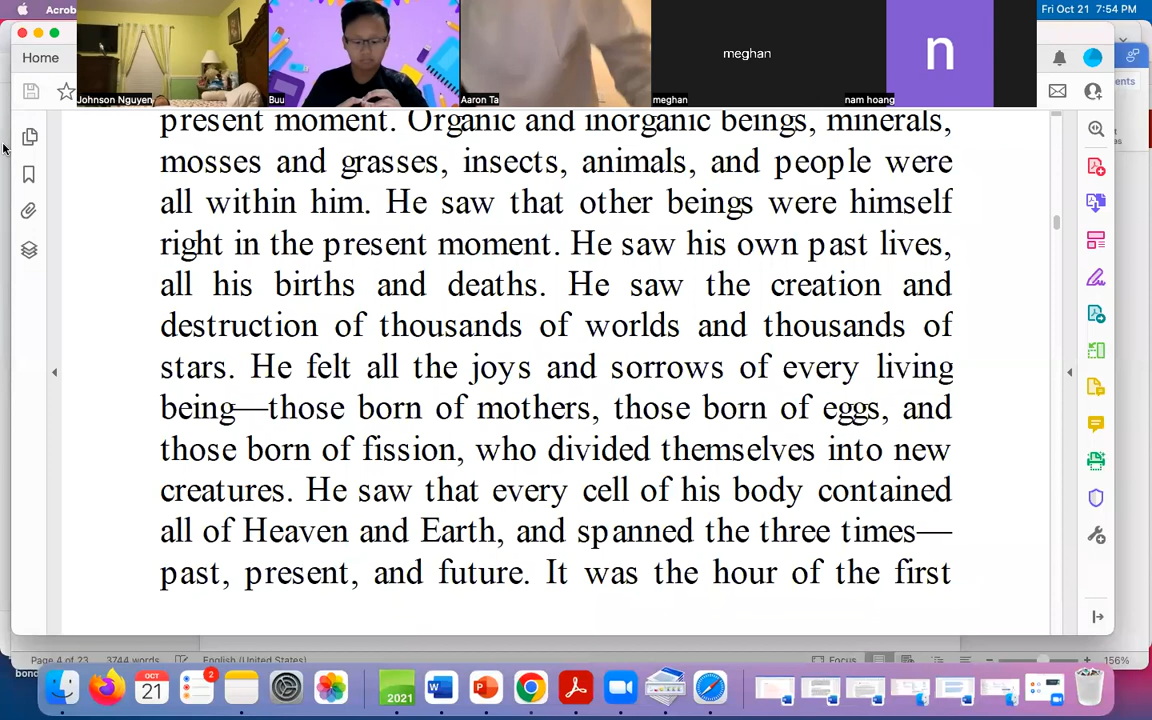 Acrob
Fri Oct 21 7:54 PM
Home
meghan
n
Johnson Nguyen
Buu
Aaron Ta
meghan
nam hoang
ents
present moment. Organic and inorganic beings, minerals,
mosses and grasses, insects, animals, and people were
all within him. He saw that other beings were himself
right in the present moment. He saw his own past lives,
all his births and deaths. He saw the creation and
destruction of thousands of worlds and thousands of
stars. He felt all the joys and sorrows of every living
being—those born of mothers, those born of eggs, and
those born of fission, who divided themselves into new
creatures. He saw that every cell of his body contained
all of Heaven and Earth, and spanned the three times—
past, present, and future. It was the hour of the first
Page 4 of 23 3744 words English (United States) Focus 156%
bond
OCT
21
2
2021